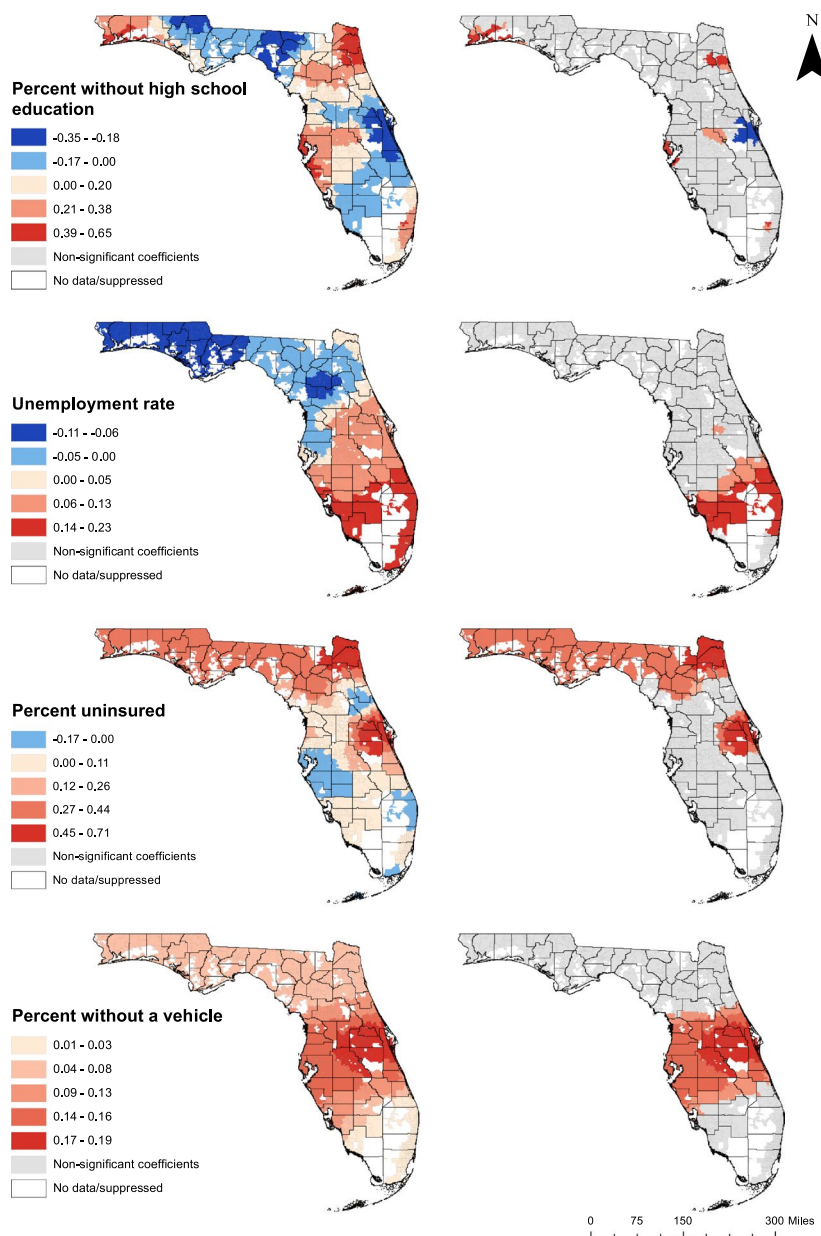 N
Percent without high school
education
-0.35 - -0.18
-0.17 - 0.00
0.00 - 0.20
0.21 - 0.38
0.39 - 0.65
Non-significant coefficients
No data/suppressed
Unemployment rate
-0.11 - -0.06
-0.05 - 0.00
0.00 - 0.05
0.06 - 0.13
0.14 - 0.23
Non-significant coefficients
No data/suppressed
Percent uninsured
-0.17 - 0.00
0.00 - 0.11
0.12 - 0.26
0.27 - 0.44
0.45 - 0.71
Non-significant coefficients
No data/suppressed
Percent without a vehicle
0.01 - 0.03
0.04 - 0.08
0.09 - 0.13
0.14 - 0.16
0.17 - 0.19
Non-significant coefficients
No data/suppressed
0 75 150 300 Miles